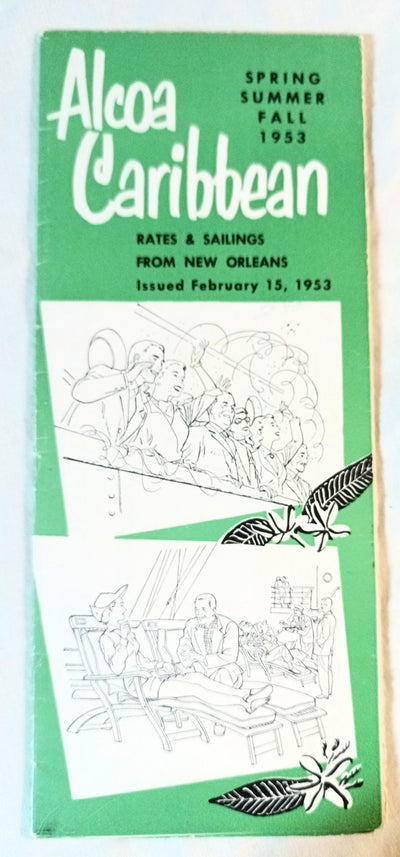 Alcoa
Caribbean
SPRING
SUMMER
FALL
1953
RATES & SAILINGS
FROM NEW ORLEANS
Issued February 15, 1953